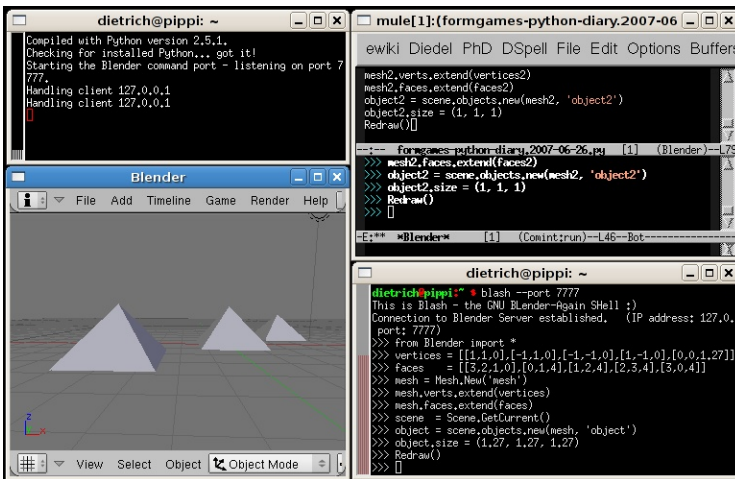 dietrich@pippi: ~
Compiled with Python version 2.5.1.
Checking for installed Python... got it!
Starting the Blender command port - listening on port 7
777.
Handling client 127.0.0.1
Handling client 127.0.0.1
mule[1]:{formgames-python-diary.2007-06
ewiki Diedel PhD DSpell File Edit Options Buffers
mesh2.verts.extend(vertices2)
mesh2.faces.extend(faces2)
object2 = scene.objects.new(mesh2, 'object2')
object2.size = (1, 1, 1)
Redraw()
--:-- formgames-python-diary.2007-06-26.py [1] (Blender)--L79
>>> mesh2.faces.extend(faces2)
>>> object2 = scene.objects.new(mesh2, 'object2')
>>> object2.size = (1, 1, 1)
>>> Redraw()
>>>
-E:** *Blender* [1] (Comint:run)--L46--Bot----------------
Blender
File Add Timeline Game Render Help
z
x
View Select Object Object Mode
dietrich@pippi: ~
dietrich@pippi:~ $ blash --port 7777
This is Blash - the GNU BLender-Again SHell :)
Connection to Blender Server established. (IP address: 127.0.
port: 7777)
>>> from Blender import *
>>> vertices = [[1,1,0],[-1,1,0],[-1,-1,0],[1,-1,0],[0,0,1.27]]
>>> faces = [[3,2,1,0],[0,1,4],[1,2,4],[2,3,4],[3,0,4]]
>>> mesh = Mesh.New('mesh')
>>> mesh.verts.extend(vertices)
>>> mesh.faces.extend(faces)
>>> scene = Scene.GetCurrent()
>>> object = scene.objects.new(mesh, 'object')
>>> object.size = (1.27, 1.27, 1.27)
>>> Redraw()
>>>